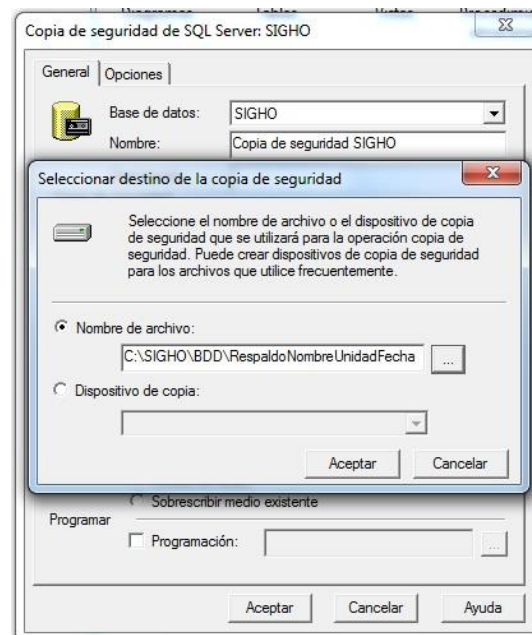 Programas Tablas Vistas
Copia de seguridad de SQL Server: SIGHO
General Opciones
Base de datos: SIGHO
Nombre: Copia de seguridad SIGHO
Seleccionar destino de la copia de seguridad
Seleccione el nombre de archivo o el dispositivo de copia
de seguridad que se utilizará para la operación copia de
seguridad. Puede crear dispositivos de copia de seguridad
para los archivos que utilice frecuentemente.
Nombre de archivo:
C:\SIGHO\BDD\RespaldoNombreUnidadFecha ...
Dispositivo de copia:
Aceptar Cancelar
Sobrescribir medio existente
Programar
Programación: ...
Aceptar Cancelar Ayuda